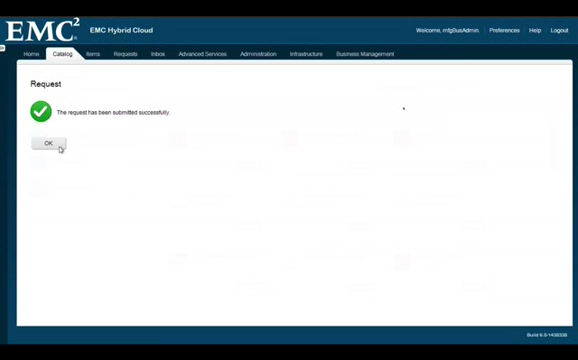 EMC²
EMC Hybrid Cloud
Welcome, mfgBusAdmin. Preferences Help Logout
Home Catalog Items Requests Inbox Advanced Services Administration Infrastructure Business Management
Request
The request has been submitted successfully.
OK